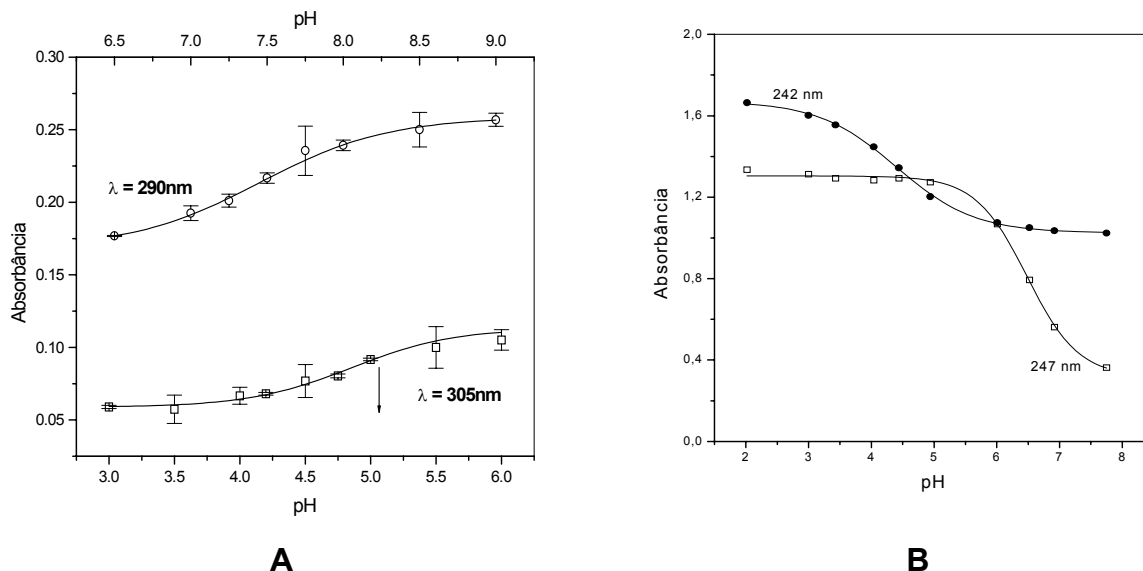 pH
6.5 7.0 7.5 8.0 8.5 9.0
0.30
0.25
0.20
0.15
0.10
0.05
Absorbância
λ = 290nm
λ = 305nm
3.0 3.5 4.0 4.5 5.0 5.5 6.0
pH
A
2,0
1,6
1,2
0,8
0,4
0,0
Absorbância
242 nm
247 nm
2 3 4 5 6 7 8
pH
B